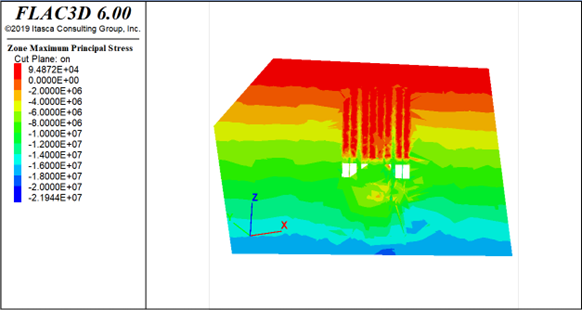 FLAC3D 6.00
©2019 Itasca Consulting Group, Inc.
Zone Maximum Principal Stress
Cut Plane: on
9.4872E+04
0.0000E+00
-2.0000E+06
-4.0000E+06
-6.0000E+06
-8.0000E+06
-1.0000E+07
-1.2000E+07
-1.4000E+07
-1.6000E+07
-1.8000E+07
-2.0000E+07
-2.1944E+07
Z
X